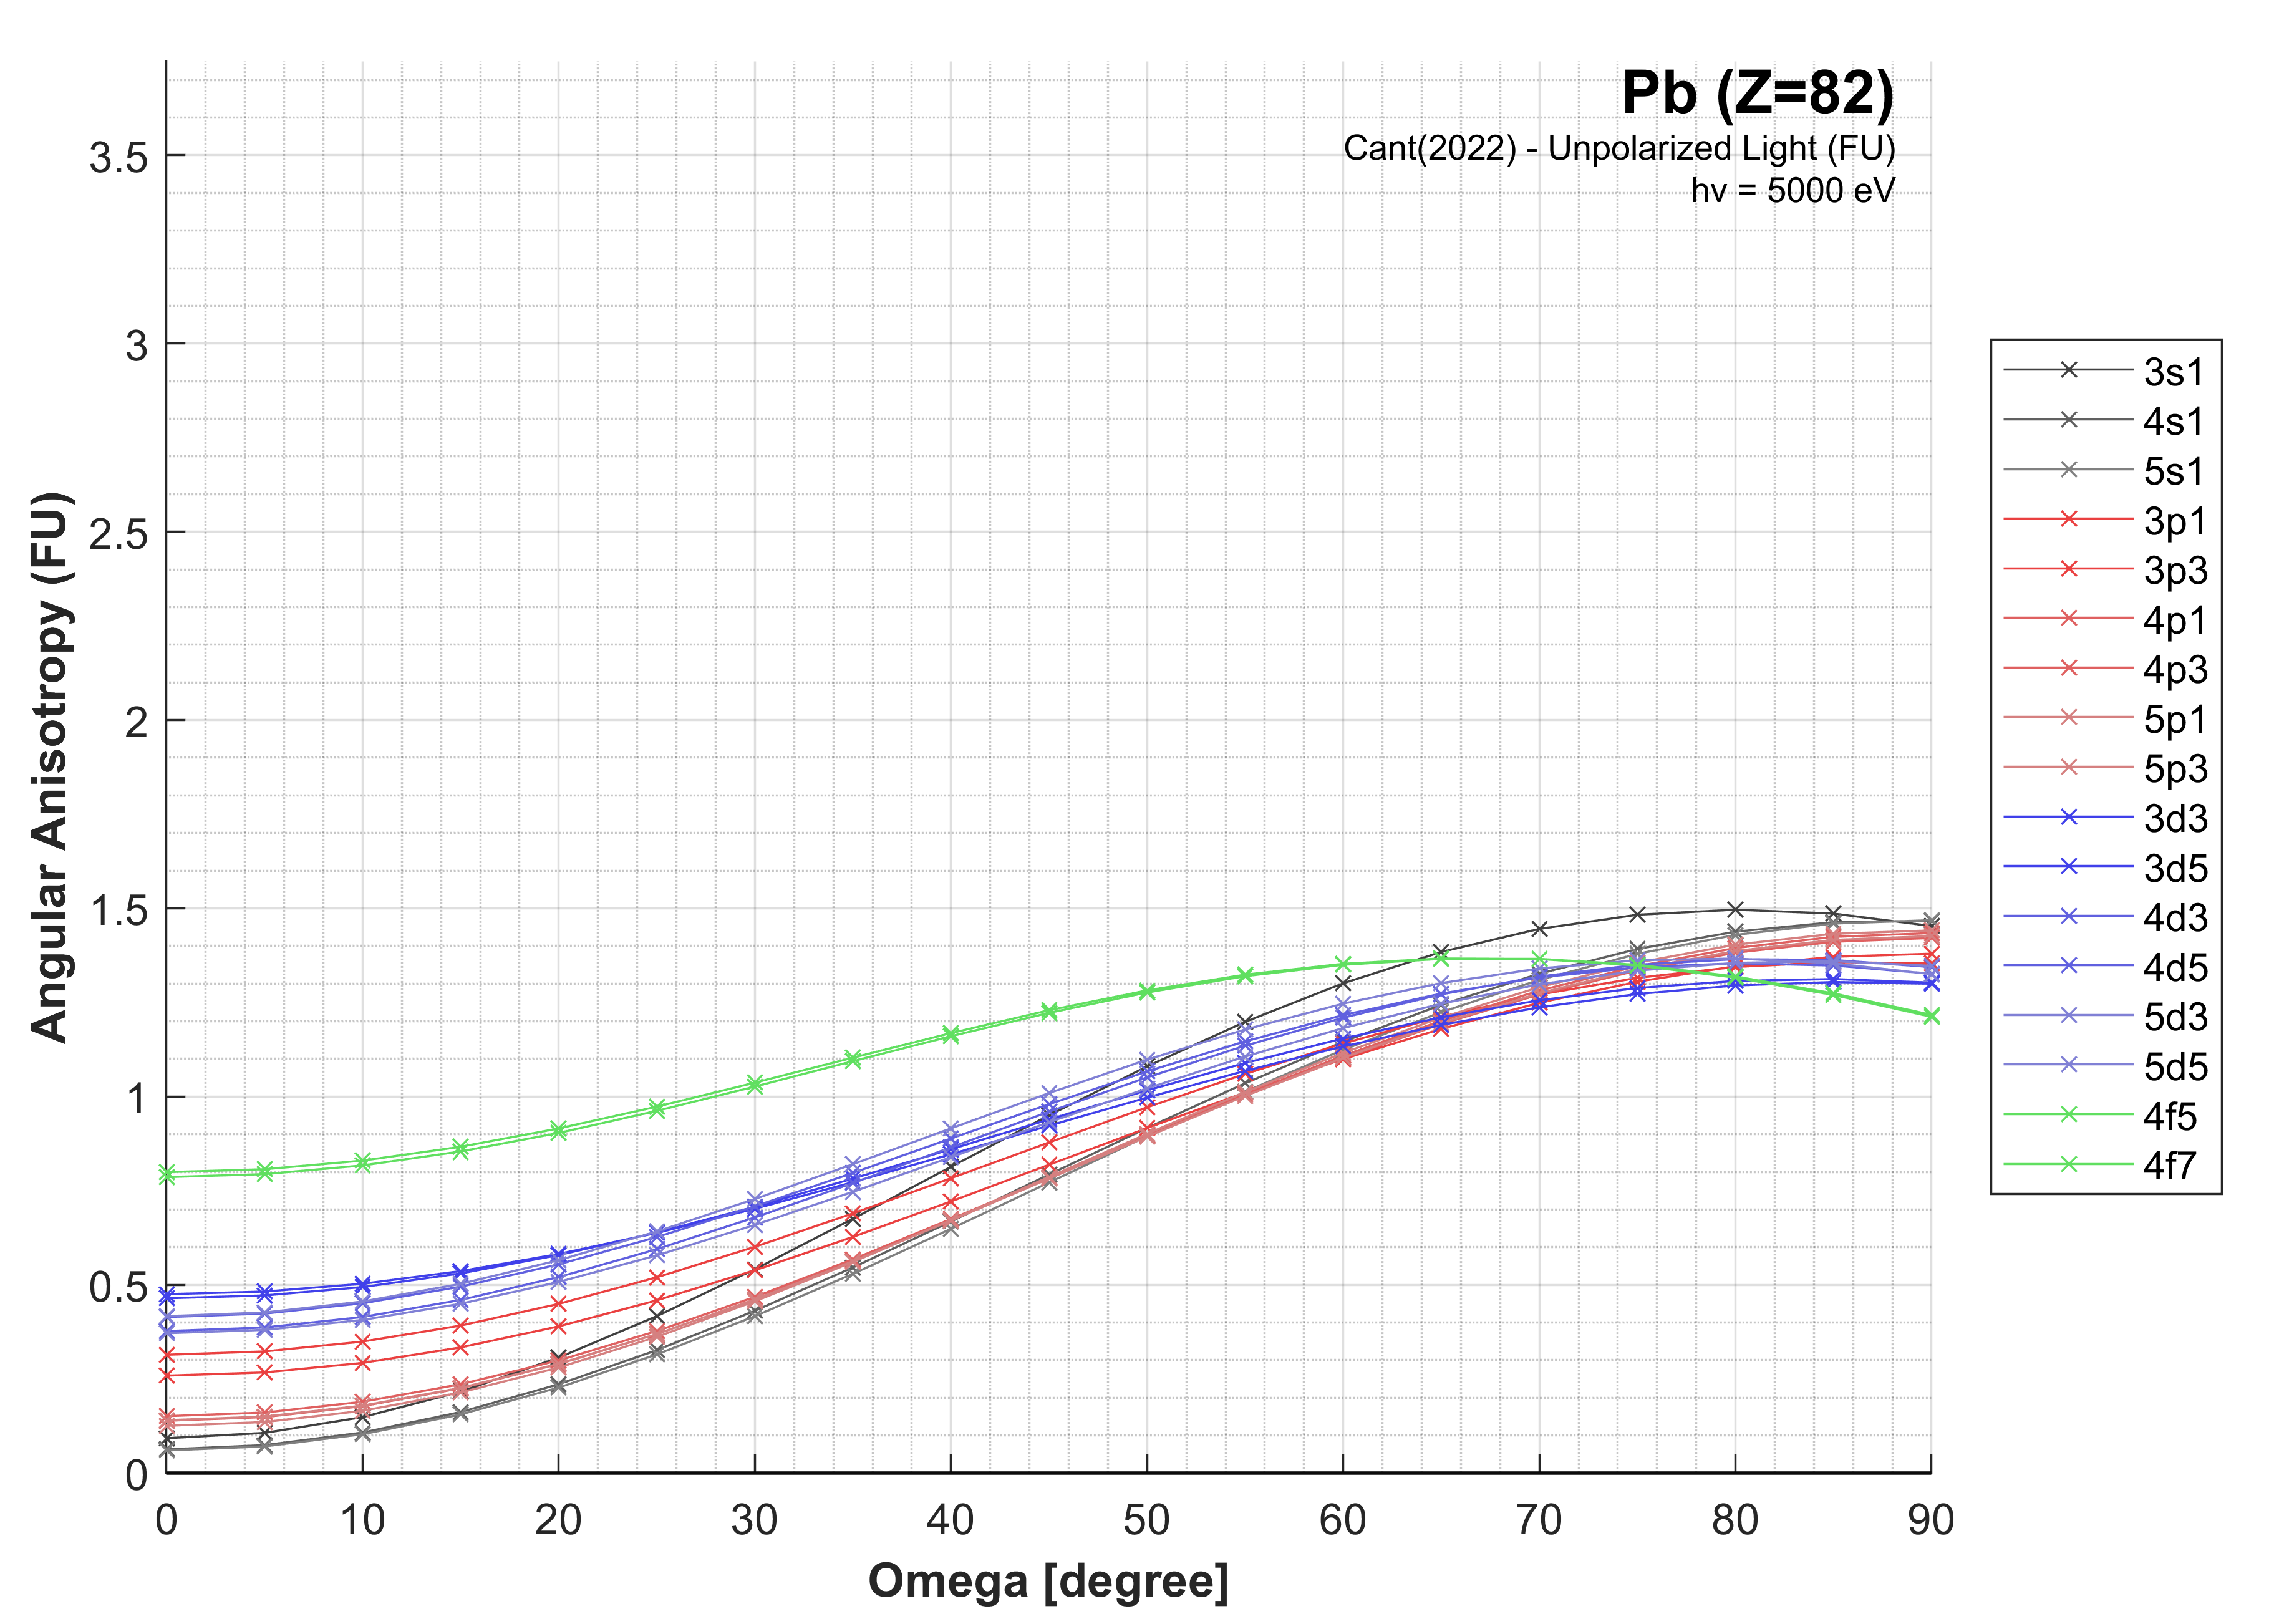 Pb (Z=82)
Cant(2022) - Unpolarized Light (FU)
hv = 5000 eV
Angular Anisotropy (FU)
3.5
3
2.5
2
1.5
1
0.5
0
0 10 20 30 40 50 60 70 80 90
Omega [degree]
3s1
4s1
5s1
3p1
3p3
4p1
4p3
5p1
5p3
3d3
3d5
4d3
4d5
5d3
5d5
4f5
4f7